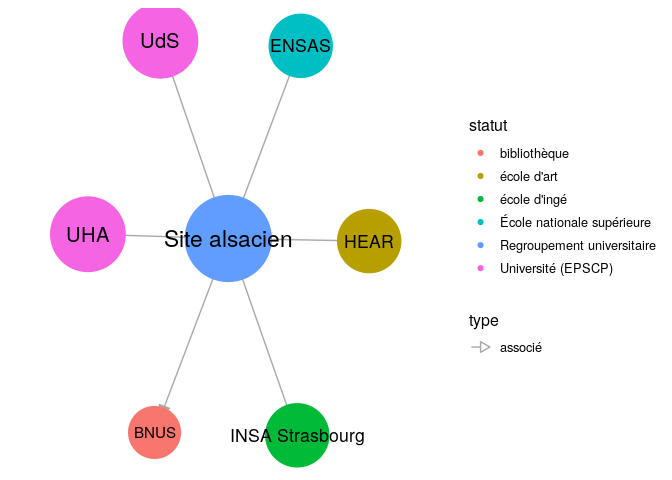 UdS
ENSAS
UHA
Site alsacien
HEAR
BNUS
INSA Strasbourg
statut
bibliothèque
école d'art
école d'ingé
École nationale supérieure
Regroupement universitaire
Université (EPSCP)
type
associé